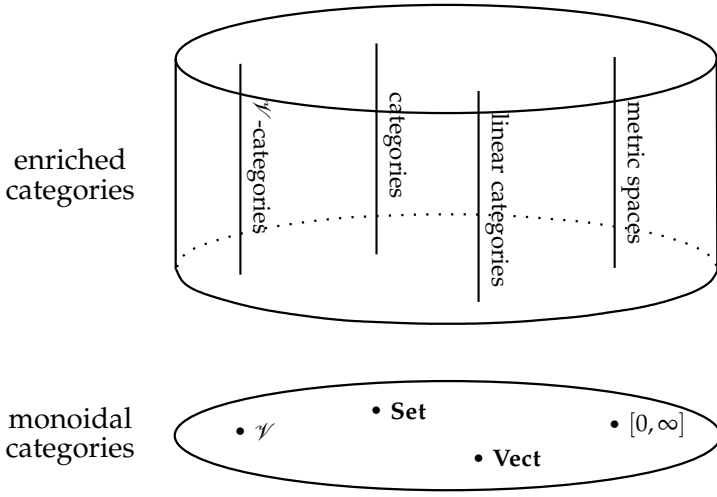 enriched
categories
𝒱-categories
categories
linear categories
metric spaces
monoidal
categories
𝒱
Set
Vect
[0, ∞]